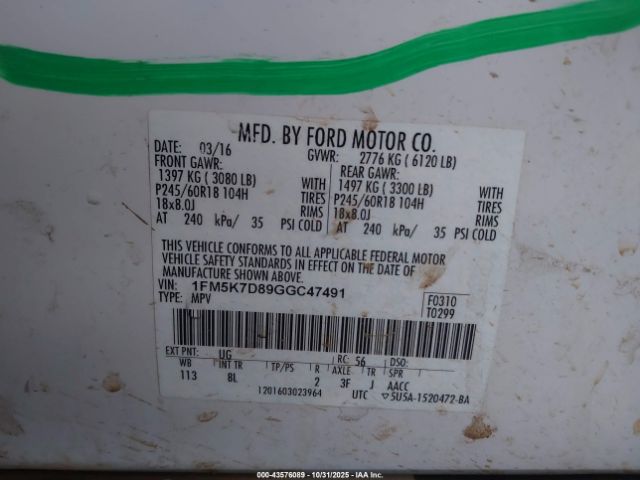 MFD. BY FORD MOTOR CO.
DATE: 03/16 GVWR: 2776 KG ( 6120 LB)
FRONT GAWR: REAR GAWR:
1397 KG ( 3080 LB) WITH 1497 KG ( 3300 LB) WITH
P245/60R18 104H TIRES P245/60R18 104H TIRES
18x8.0J RIMS 18x8.0J RIMS
AT 240 kPa/ 35 PSI COLD AT 240 kPa/ 35 PSI COLD
THIS VEHICLE CONFORMS TO ALL APPLICABLE FEDERAL MOTOR
VEHICLE SAFETY STANDARDS IN EFFECT ON THE DATE OF
MANUFACTURE SHOWN ABOVE.
VIN: 1FM5K7D89GGC47491 F0310
TYPE: MPV T0299
EXT PNT: UG RC: 56 DSO:
WB INT TR TP/PS R AXLE TR SPR
113 8L 2 3F J AACC
1201603023964 UTC ▽5USA-1520472-BA
000-43576089 - 10/31/2025 - IAA Inc.